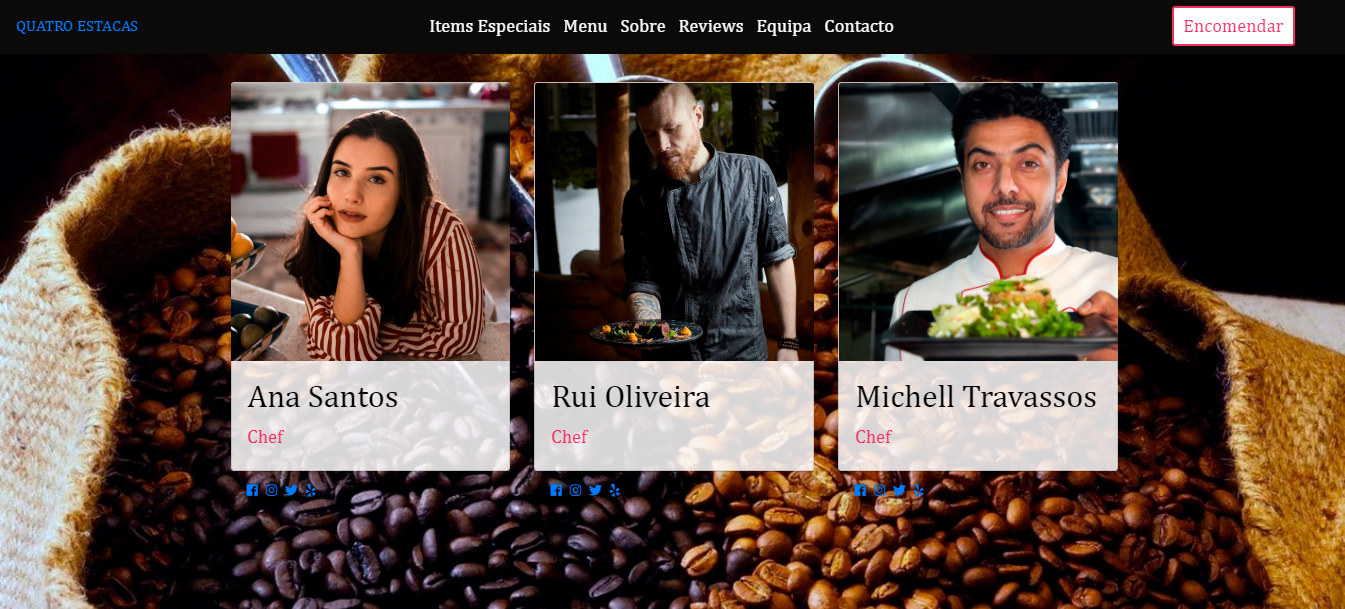 QUATRO ESTACAS
Items Especiais Menu Sobre Reviews Equipa Contacto
Encomendar
Ana Santos
Chef
Rui Oliveira
Chef
Michell Travassos
Chef